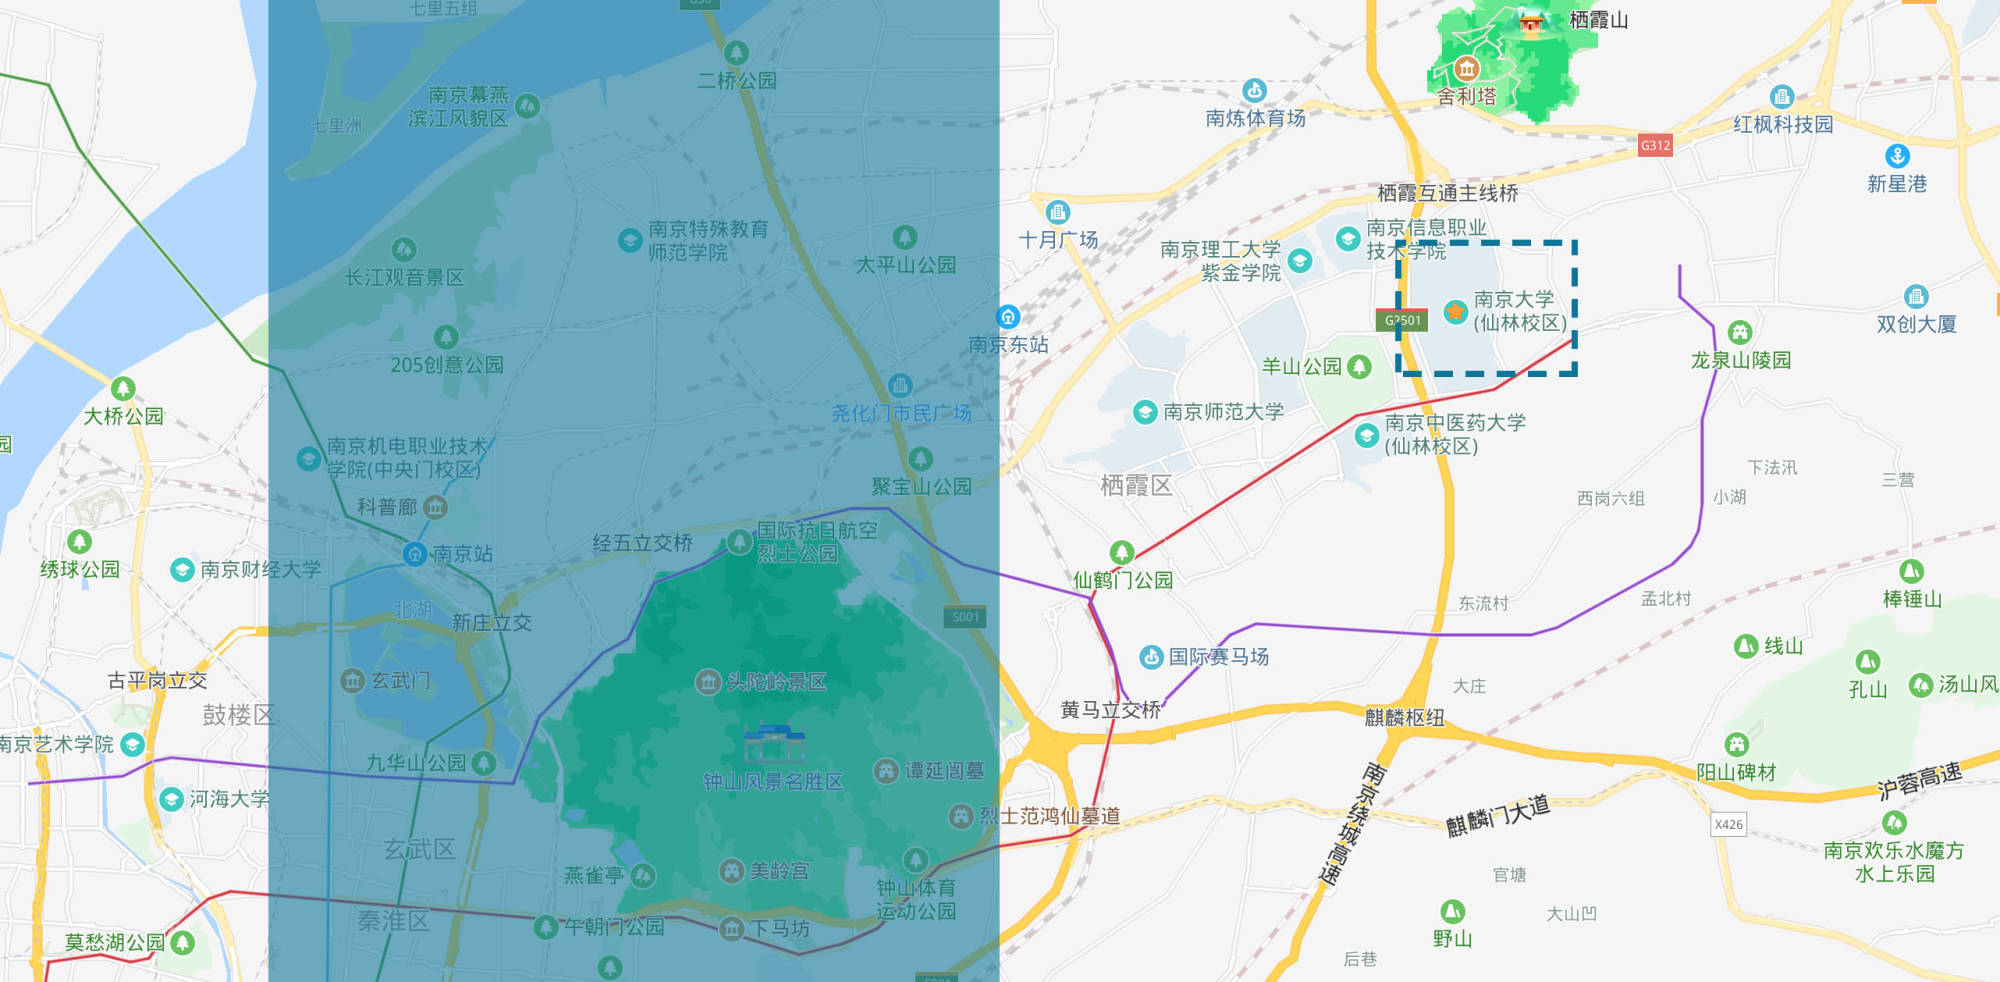 七里五组
栖霞山
二桥公园
南京幕燕
滨江风貌区
七里洲
舍利塔
南炼体育场
红枫科技园
G312
新星港
栖霞互通主线桥
南京特殊教育
师范学院
十月广场
南京信息职业
技术学院
南京理工大学
紫金学院
太平山公园
长江观音景区
南京大学
(仙林校区)
双创大厦
南京东站
205创意公园
羊山公园
龙泉山陵园
大桥公园
尧化门市民广场
南京师范大学
南京中医药大学
(仙林校区)
园
南京机电职业技术
学院(中央门校区)
聚宝山公园
栖霞区
下法汛
三营
小湖
西岗六组
科普廊
国际抗日航空
烈士公园
经五立交桥
南京站
绣球公园
南京财经大学
仙鹤门公园
棒锤山
孟北村
东流村
北湖
新庄立交
S001
国际赛马场
线山
古平岗立交
玄武门
头陀岭景区
大庄
孔山
汤山风
鼓楼区
黄马立交桥
麒麟枢纽
南京艺术学院
九华山公园
钟山风景名胜区
谭延闿墓
阳山碑材
沪蓉高速
河海大学
烈士范鸿仙墓道
南京绕城高速
麒麟门大道
X426
玄武区
燕雀亭
美龄宫
钟山体育
运动公园
官塘
南京欢乐水魔方
水上乐园
秦淮区
午朝门公园
下马坊
大山凹
野山
莫愁湖公园
后巷